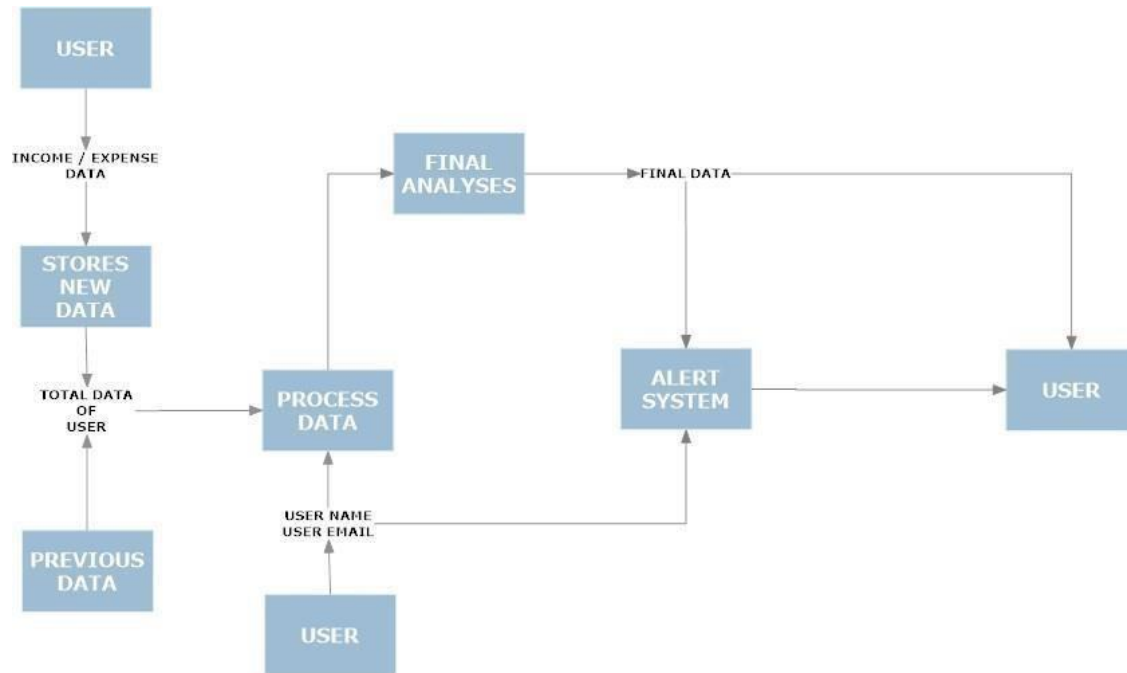 USER
INCOME / EXPENSE
DATA
STORES
NEW
DATA
TOTAL DATA
OF
USER
PREVIOUS
DATA
PROCESS
DATA
USER NAME
USER EMAIL
USER
FINAL
ANALYSES
FINAL DATA
ALERT
SYSTEM
USER